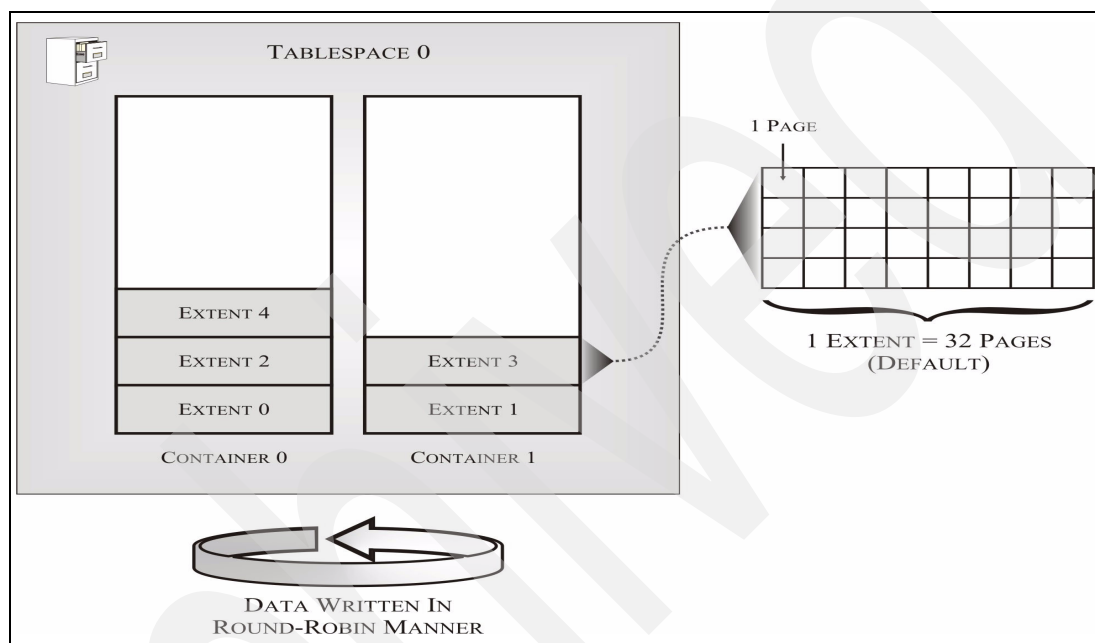 TABLESPACE 0
1 PAGE
EXTENT 4
EXTENT 2
EXTENT 0
EXTENT 3
EXTENT 1
CONTAINER 0
CONTAINER 1
1 EXTENT = 32 PAGES
(DEFAULT)
DATA WRITTEN IN
ROUND-ROBIN MANNER